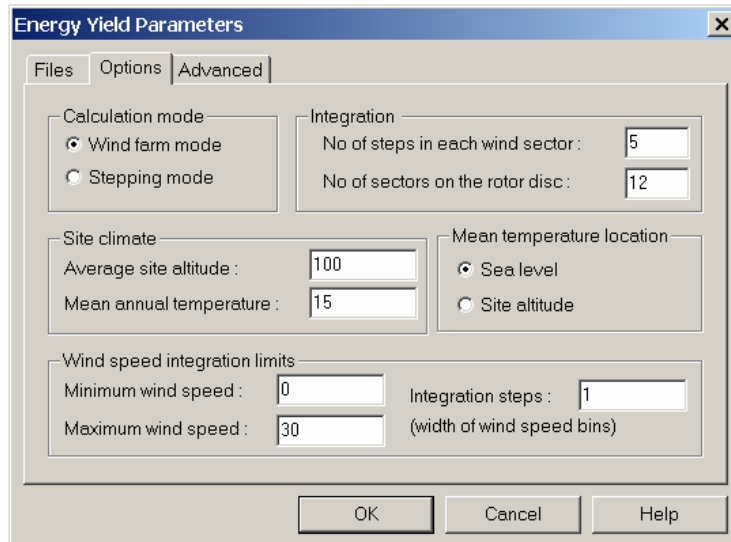 Energy Yield Parameters
Files Options Advanced
Calculation mode
Wind farm mode
Stepping mode
Integration
No of steps in each wind sector : 5
No of sectors on the rotor disc : 12
Site climate
Average site altitude : 100
Mean annual temperature : 15
Mean temperature location
Sea level
Site altitude
Wind speed integration limits
Minimum wind speed : 0
Maximum wind speed : 30
Integration steps : 1
(width of wind speed bins)
OK Cancel Help